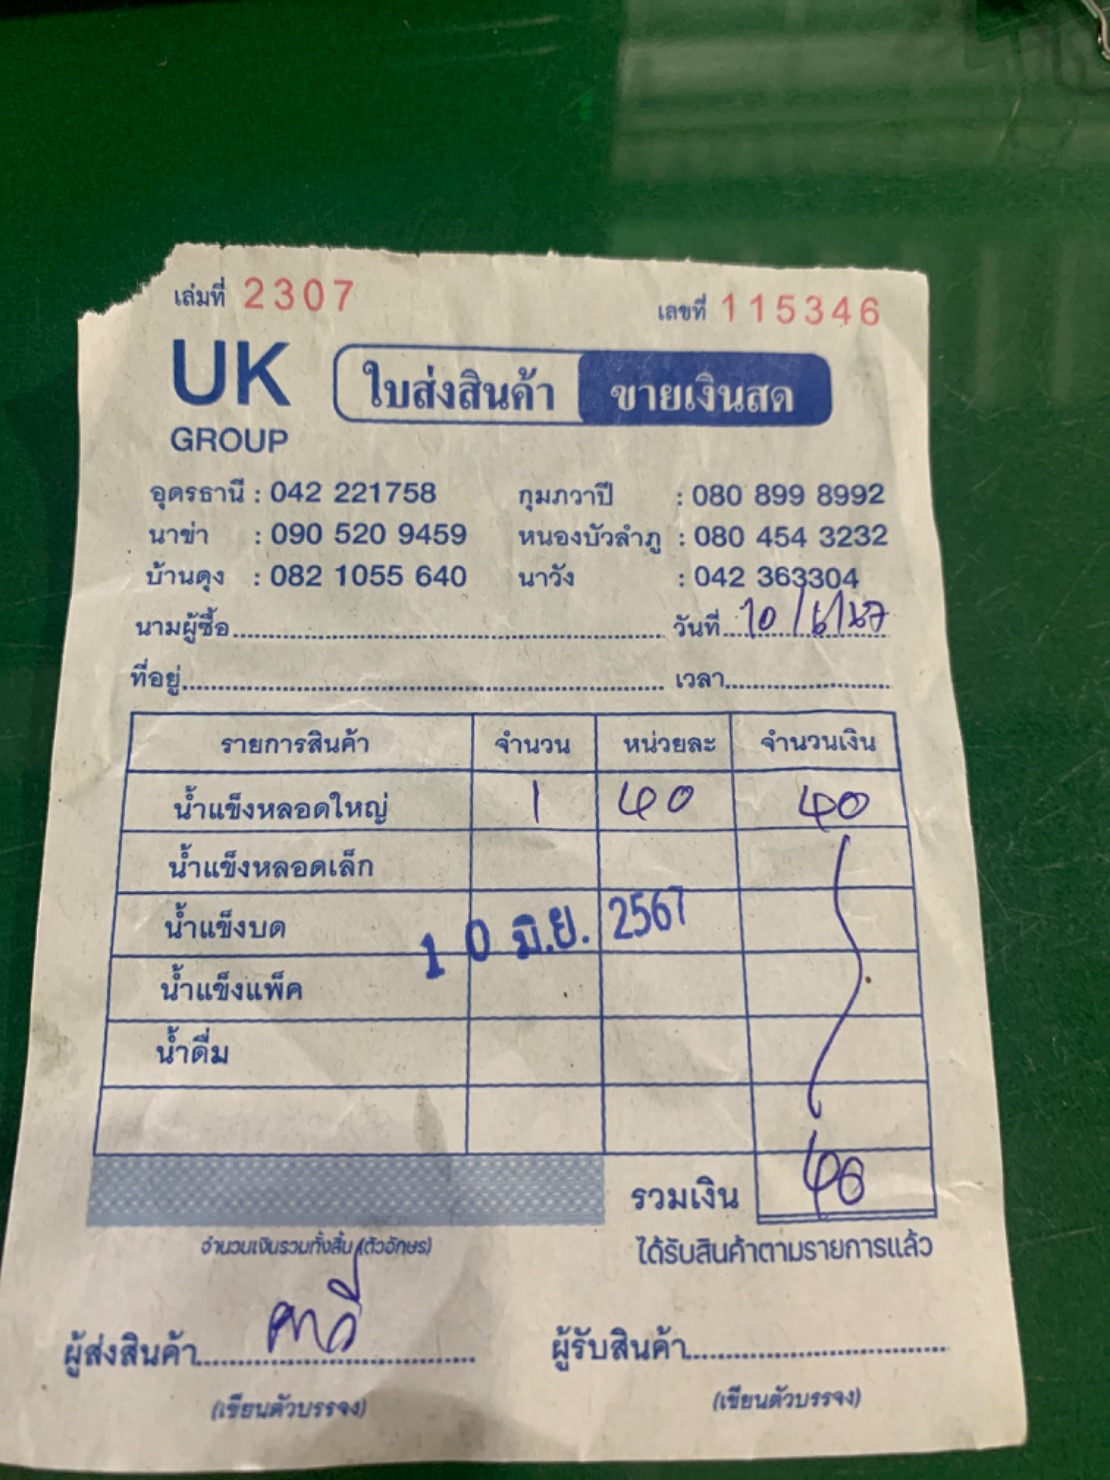 เล่มที่ 2307 เลขที่ 115346
UK GROUP ใบส่งสินค้า ขายเงินสด
อุดรธานี : 042 221758 กุมภวาปี : 080 899 8992
นาข่า : 090 520 9459 หนองบัวลำภู : 080 454 3232
บ้านดุง : 082 1055 640 นาวัง : 042 363304
นามผู้ซื้อ วันที่ 10/6/67
ที่อยู่ เวลา
รายการสินค้า จำนวน หน่วยละ จำนวนเงิน
น้ำแข็งหลอดใหญ่ 1 40 40
น้ำแข็งหลอดเล็ก
น้ำแข็งบด
10 มิ.ย. 2567
น้ำแข็งแพ็ค
น้ำดื่ม
รวมเงิน 40
จำนวนเงินรวมทั้งสิ้น (ตัวอักษร) ได้รับสินค้าตามรายการแล้ว
ผู้ส่งสินค้า ผู้รับสินค้า
(เขียนตัวบรรจง) (เขียนตัวบรรจง)